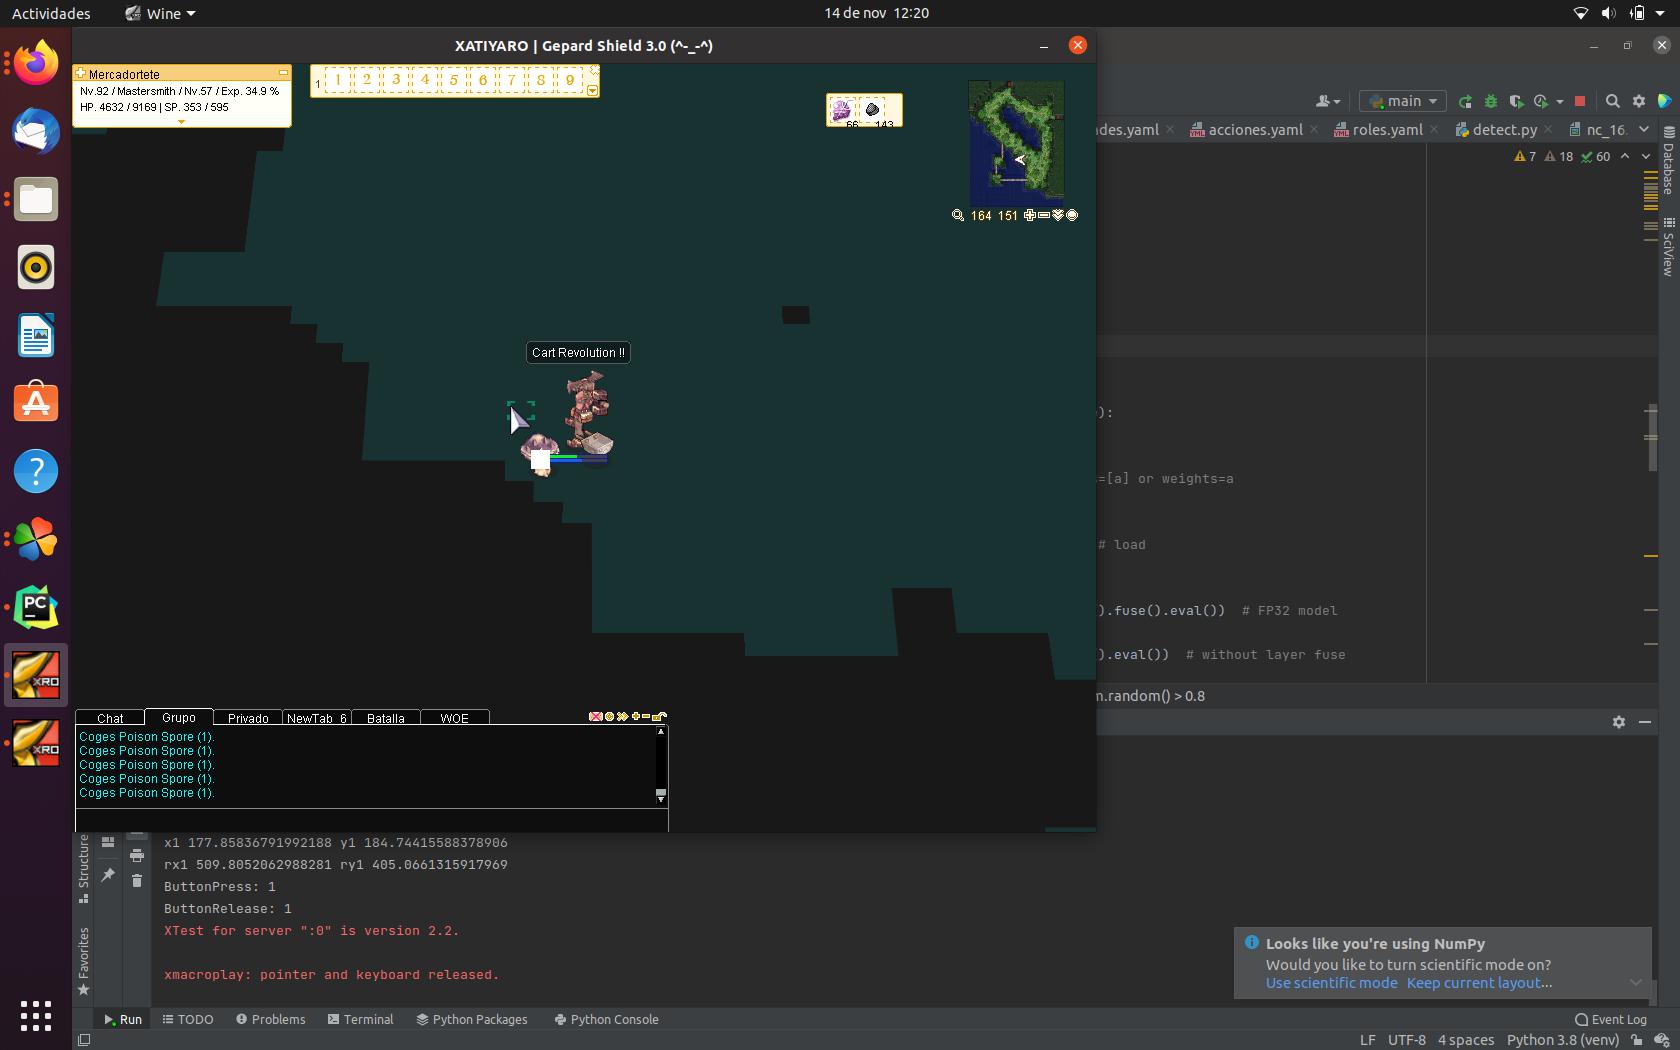 Actividades
Wine
14 de nov 12:20
XATIYARO | Gepard Shield 3.0 (^-_-^)
Mercadortete
Nv.92 / Mastersmith / Nv.57 / Exp. 34.9 %
HP. 4632 / 9169 | SP. 353 / 595
1 1 2 3 4 5 6 7 8 9
66 143
164 151
main
des.yaml
acciones.yaml
roles.yaml
detect.py
nc_16.
7 18 60
Database
SciView
Cart Revolution !!
):
=[a] or weights=a
# load
).fuse().eval()) # FP32 model
).eval()) # without layer fuse
m.random() > 0.8
Chat Grupo Privado NewTab_6 Batalla WOE
Coges Poison Spore (1).
Coges Poison Spore (1).
Coges Poison Spore (1).
Coges Poison Spore (1).
Coges Poison Spore (1).
PC
XRO
XRO
Structure
Favorites
x1 177.85836791992188 y1 184.74415588378906
rx1 509.8052062988281 ry1 405.0661315917969
ButtonPress: 1
ButtonRelease: 1
XTest for server ":0" is version 2.2.
xmacroplay: pointer and keyboard released.
Looks like you're using NumPy
Would you like to turn scientific mode on?
Use scientific mode Keep current layout...
Run TODO Problems Terminal Python Packages Python Console
Event Log
LF UTF-8 4 spaces Python 3.8 (venv)